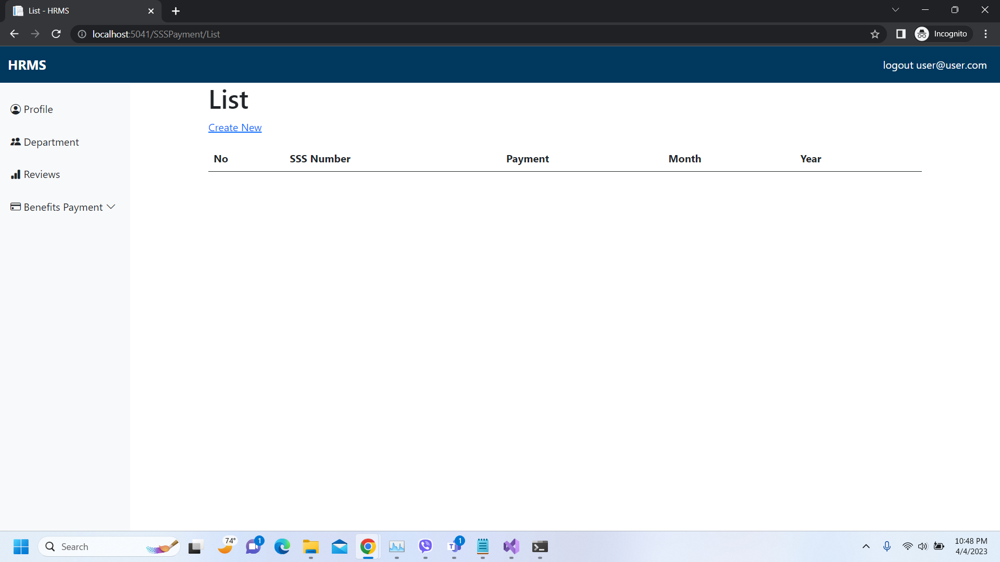 List - HRMS
localhost:5041/SSSPayment/List
Incognito
HRMS
logout user@user.com
Profile
Department
Reviews
Benefits Payment
List
Create New
No SSS Number Payment Month Year
Search
74°
1
1
10:48 PM
4/4/2023